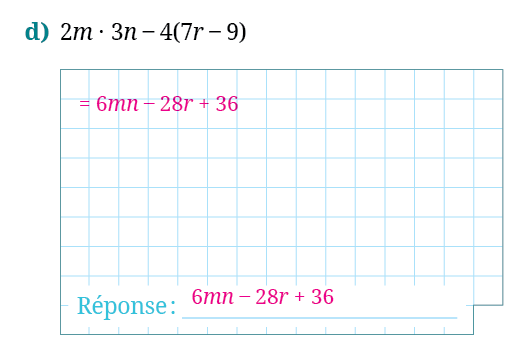 d) 2m · 3n – 4(7r – 9)
= 6mn – 28r + 36
Réponse : 6mn – 28r + 36